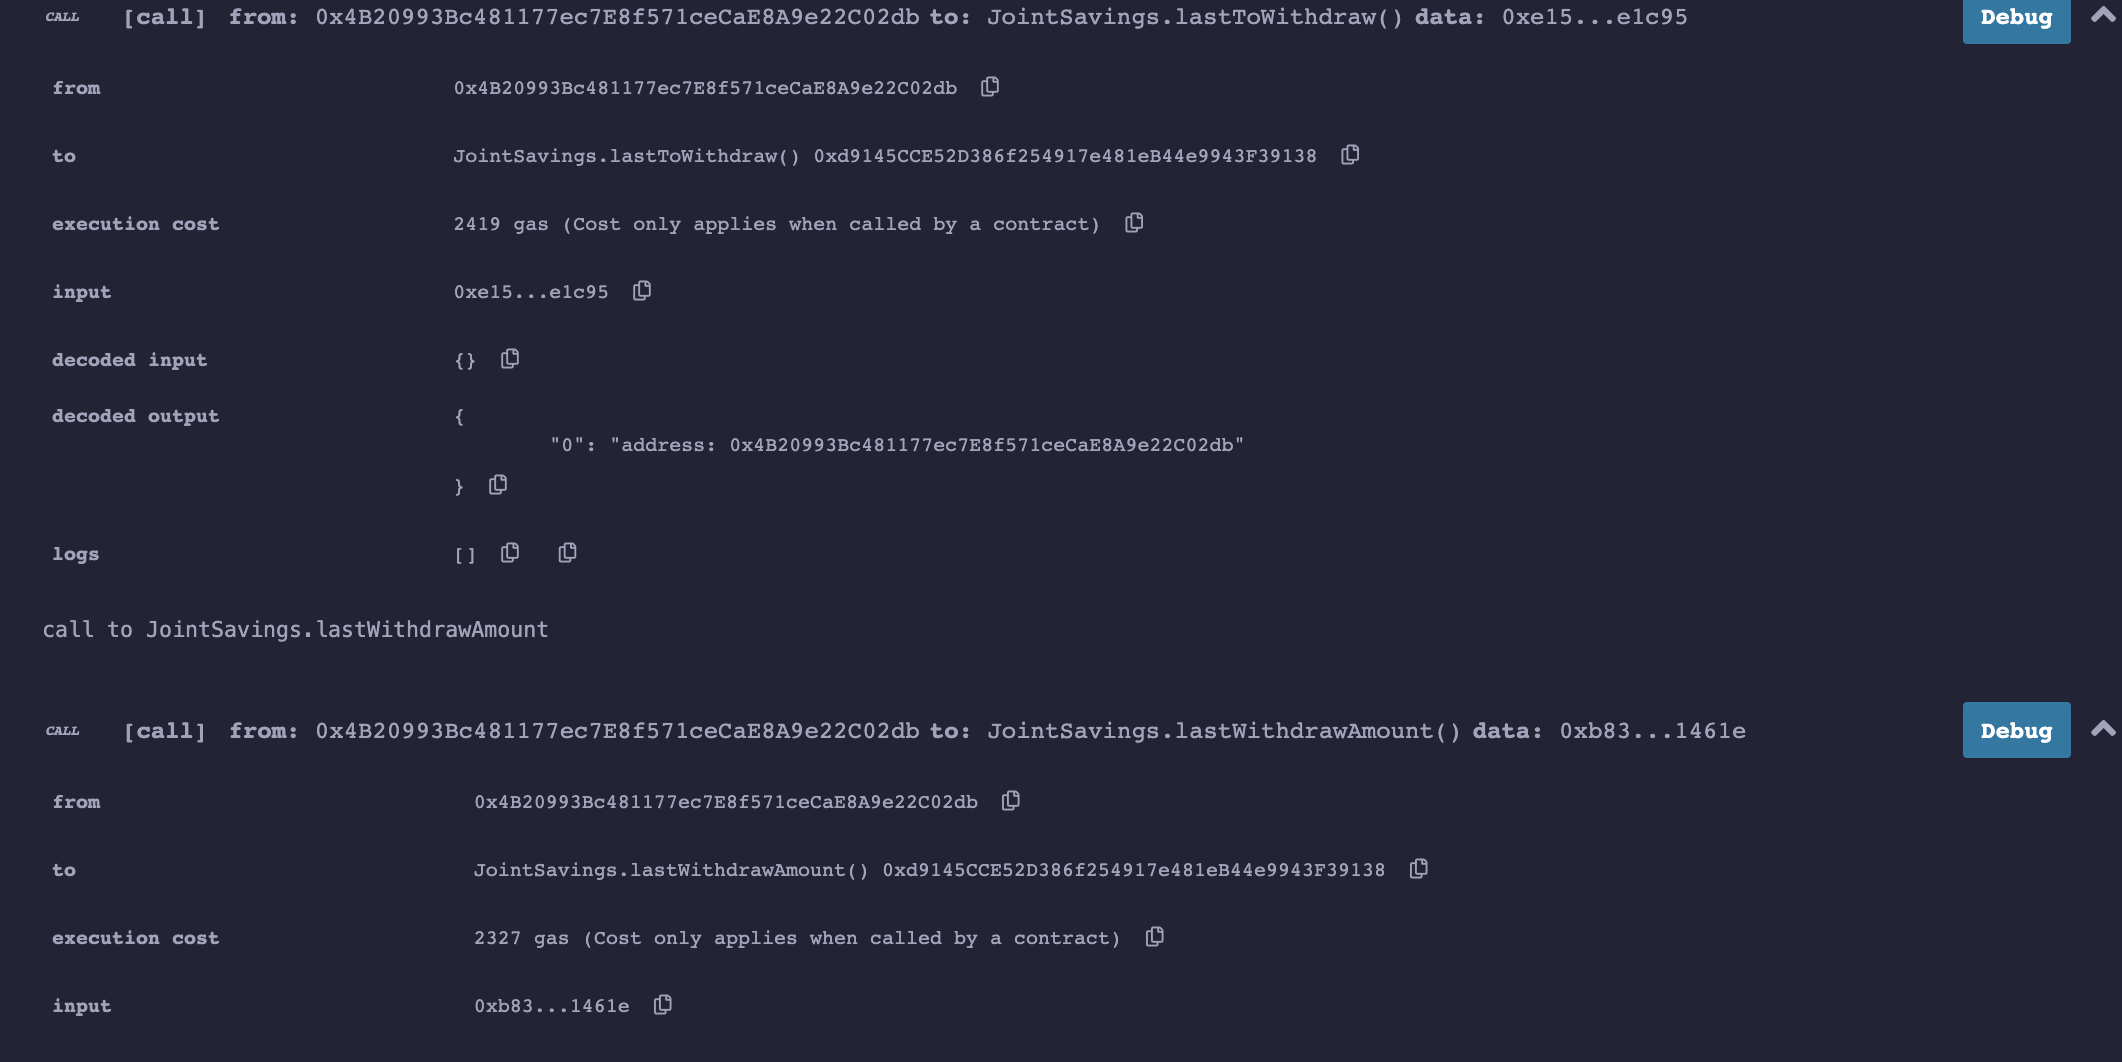 CALL [call] from: 0x4B20993Bc481177ec7E8f571ceCaE8A9e22C02db to: JointSavings.lastToWithdraw() data: 0xe15...e1c95 Debug
from 0x4B20993Bc481177ec7E8f571ceCaE8A9e22C02db
to JointSavings.lastToWithdraw() 0xd9145CCE52D386f254917e481eB44e9943F39138
execution cost 2419 gas (Cost only applies when called by a contract)
input 0xe15...e1c95
decoded input {}
decoded output {
"0": "address: 0x4B20993Bc481177ec7E8f571ceCaE8A9e22C02db"
}
logs []
call to JointSavings.lastWithdrawAmount
CALL [call] from: 0x4B20993Bc481177ec7E8f571ceCaE8A9e22C02db to: JointSavings.lastWithdrawAmount() data: 0xb83...1461e Debug
from 0x4B20993Bc481177ec7E8f571ceCaE8A9e22C02db
to JointSavings.lastWithdrawAmount() 0xd9145CCE52D386f254917e481eB44e9943F39138
execution cost 2327 gas (Cost only applies when called by a contract)
input 0xb83...1461e